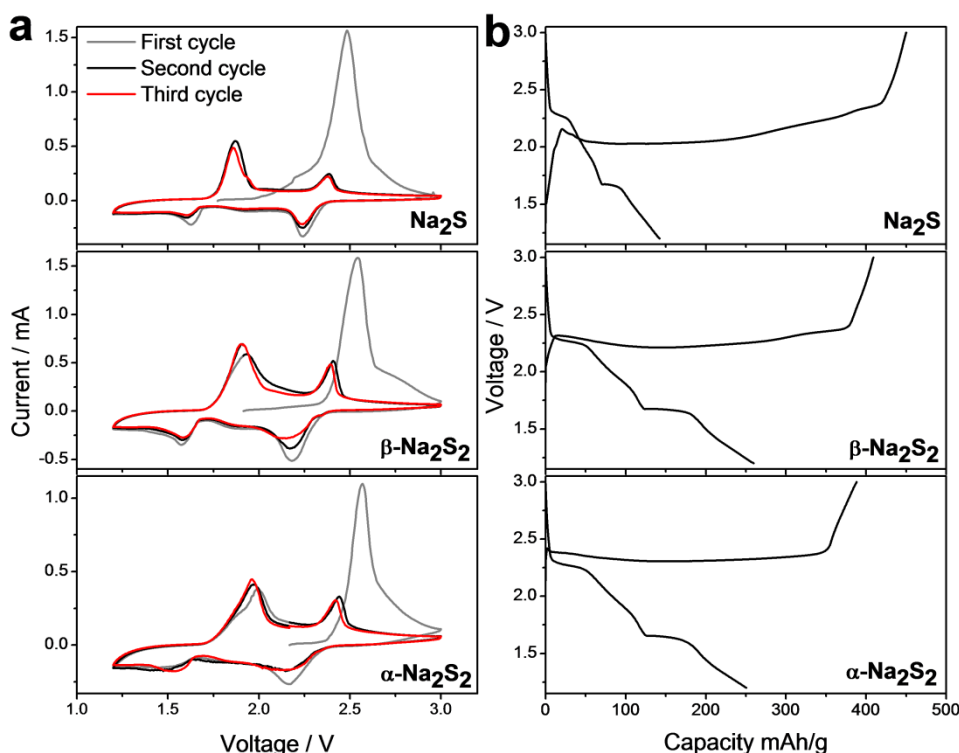 a
First cycle
Second cycle
Third cycle
1.5
1.0
0.5
0.0
Na2S
1.5
1.0
0.5
0.0
-0.5
β-Na2S2
1.0
0.5
0.0
α-Na2S2
1.0 1.5 2.0 2.5 3.0
Current / mA
Voltage / V
b
3.0
2.5
2.0
1.5
Na2S
3.0
2.5
2.0
1.5
β-Na2S2
3.0
2.5
2.0
1.5
α-Na2S2
0 100 200 300 400 500
Voltage / V
Capacity mAh/g